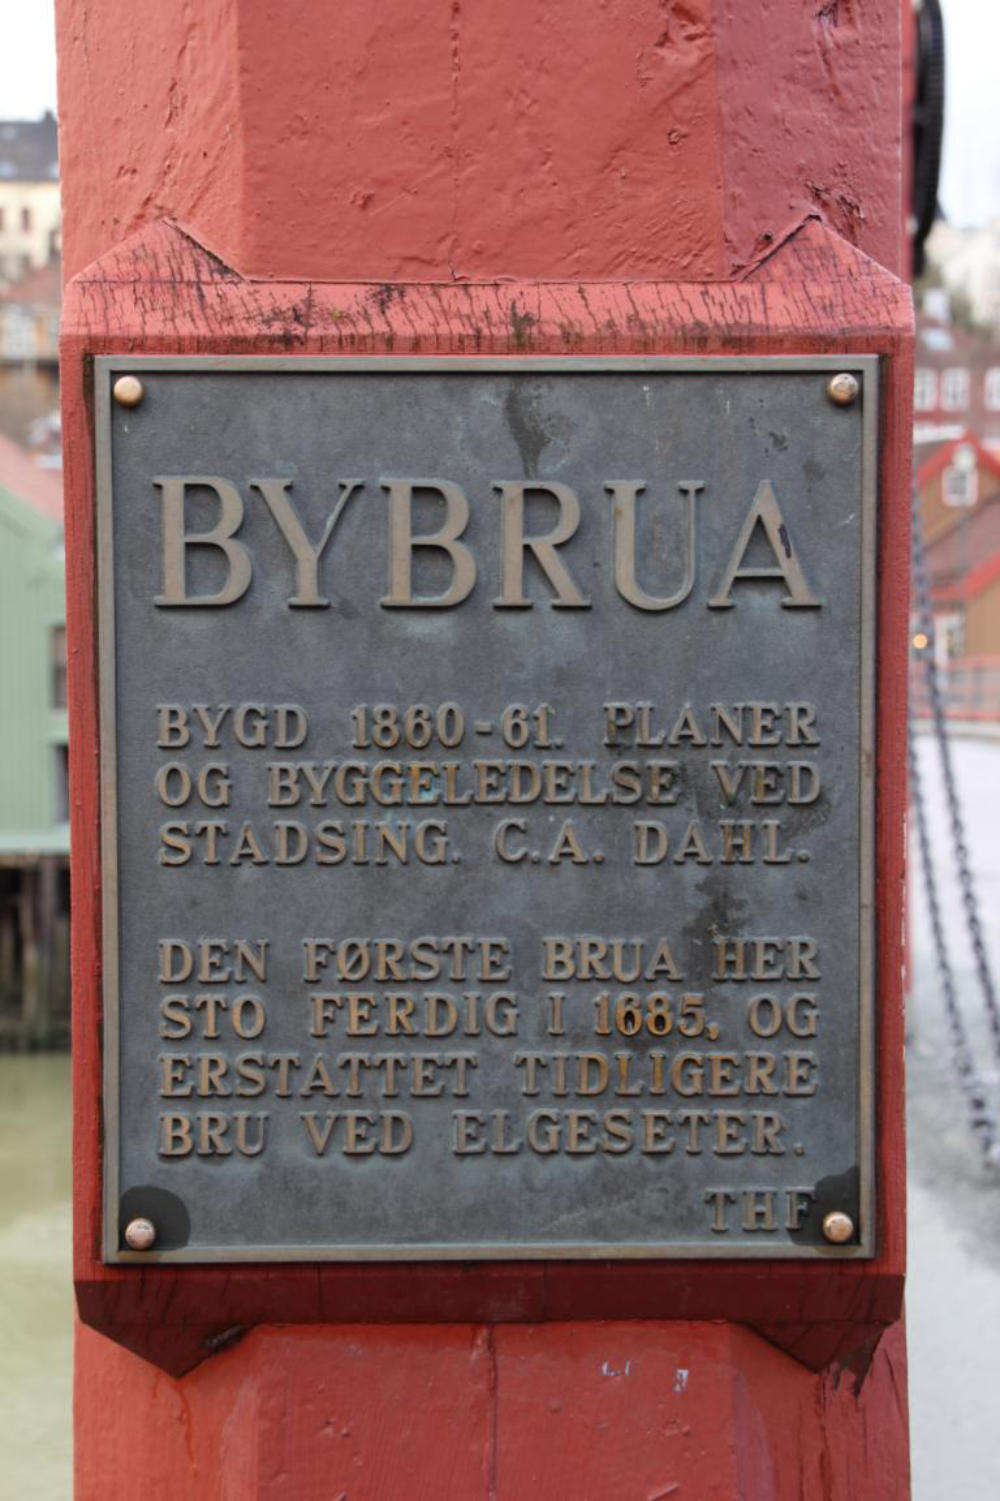 BYBRUA
BYGD 1860-61. PLANER
OG BYGGELEDELSE VED
STADSING. C.A. DAHL.
DEN FØRSTE BRUA HER
STO FERDIG I 1685, OG
ERSTATTET TIDLIGERE
BRU VED ELGESETER.
THF